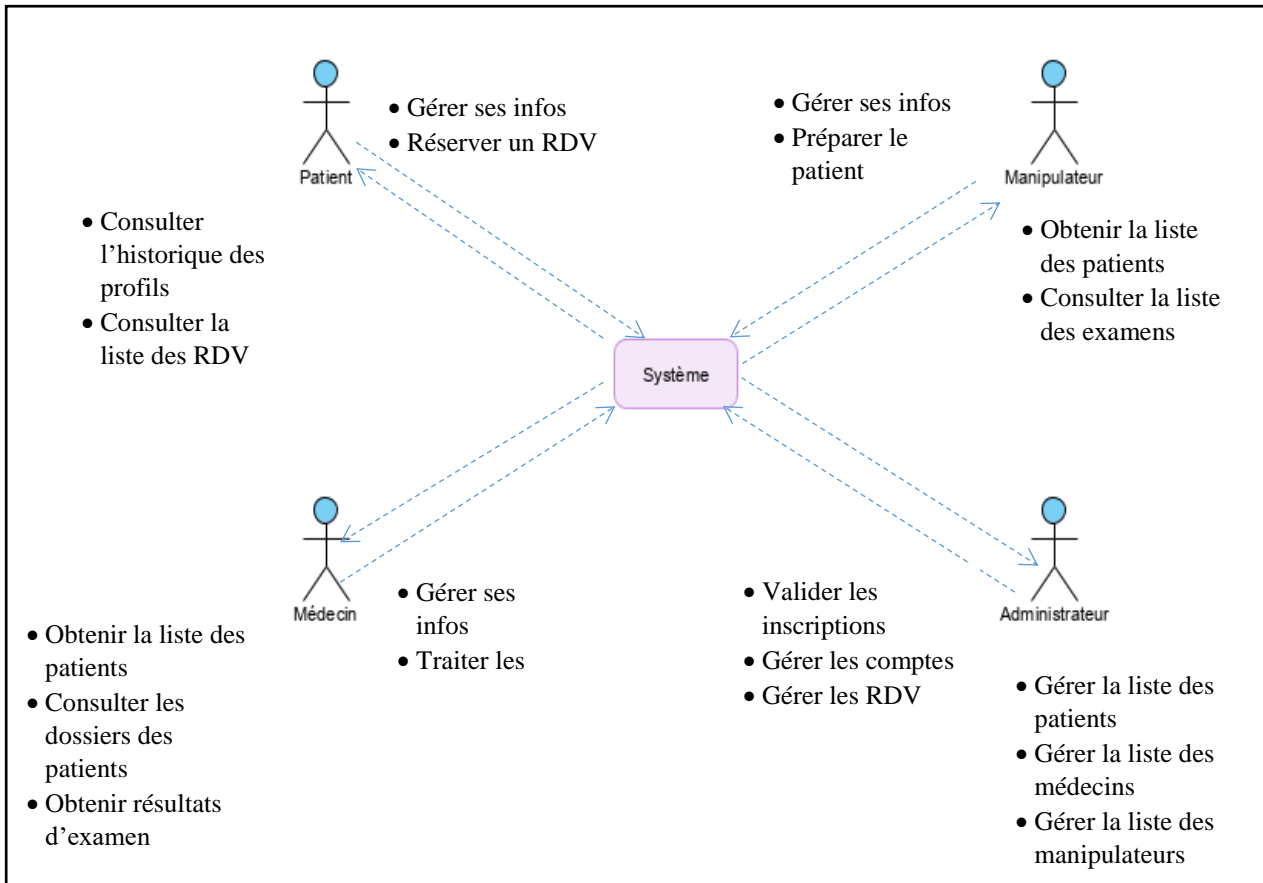 • Gérer ses infos
• Réserver un RDV
Patient
• Consulter
l’historique des
profils
• Consulter la
liste des RDV
• Gérer ses infos
• Préparer le
patient
Manipulateur
• Obtenir la liste
des patients
• Consulter la liste
des examens
Système
Médecin
• Gérer ses
infos
• Traiter les
• Obtenir la liste des
patients
• Consulter les
dossiers des
patients
• Obtenir résultats
d’examen
• Valider les
inscriptions
• Gérer les comptes
• Gérer les RDV
Administrateur
• Gérer la liste des
patients
• Gérer la liste des
médecins
• Gérer la liste des
manipulateurs